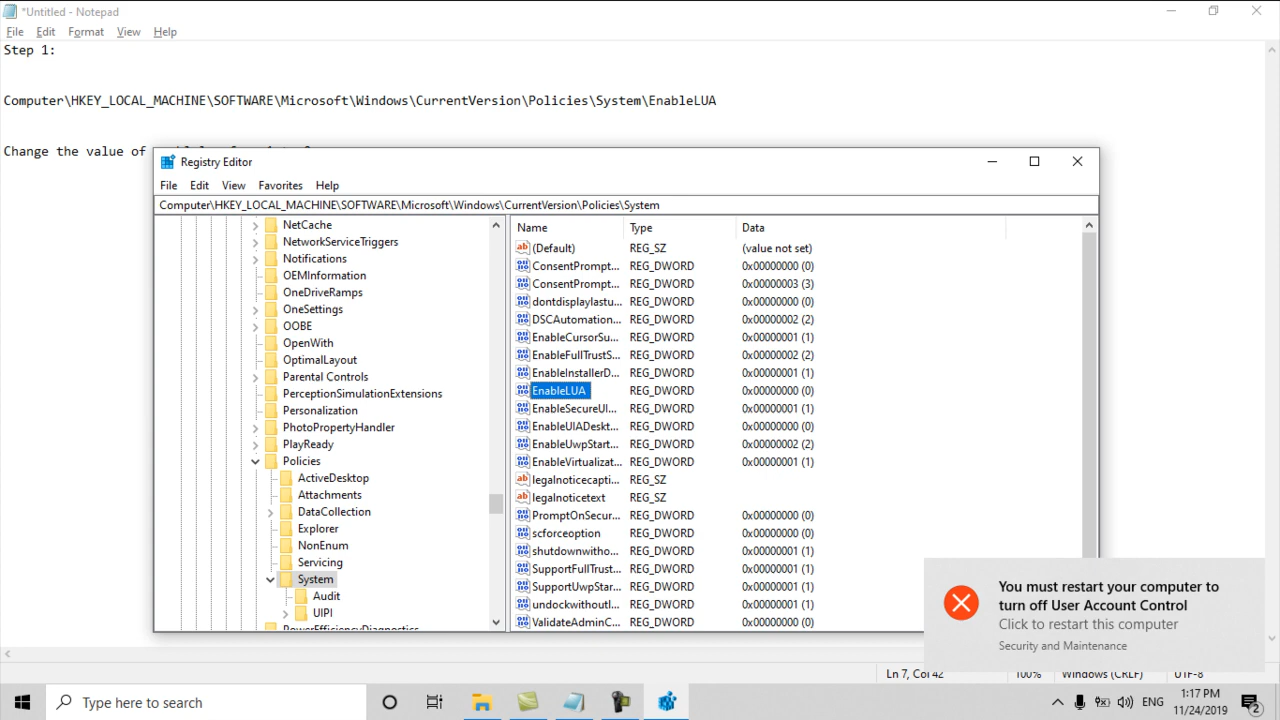 *Untitled - Notepad
File Edit Format View Help
Step 1:
Computer\HKEY_LOCAL_MACHINE\SOFTWARE\Microsoft\Windows\CurrentVersion\Policies\System\EnableLUA
Change the value of
Registry Editor
File Edit View Favorites Help
Computer\HKEY_LOCAL_MACHINE\SOFTWARE\Microsoft\Windows\CurrentVersion\Policies\System
NetCache
NetworkServiceTriggers
Notifications
OEMInformation
OneDriveRamps
OneSettings
OOBE
OpenWith
OptimalLayout
Parental Controls
PerceptionSimulationExtensions
Personalization
PhotoPropertyHandler
PlayReady
Policies
ActiveDesktop
Attachments
DataCollection
Explorer
NonEnum
Servicing
System
Audit
UIPI
PowerEfficiencyDiagnostics
Name Type Data
(Default) REG_SZ (value not set)
ConsentPrompt... REG_DWORD 0x00000000 (0)
ConsentPrompt... REG_DWORD 0x00000003 (3)
dontdisplaylastu... REG_DWORD 0x00000000 (0)
DSCAutomation... REG_DWORD 0x00000002 (2)
EnableCursorSu... REG_DWORD 0x00000001 (1)
EnableFullTrustS... REG_DWORD 0x00000002 (2)
EnableInstallerD... REG_DWORD 0x00000001 (1)
EnableLUA REG_DWORD 0x00000000 (0)
EnableSecureUI... REG_DWORD 0x00000001 (1)
EnableUIADeskt... REG_DWORD 0x00000000 (0)
EnableUwpStart... REG_DWORD 0x00000002 (2)
EnableVirtualizat... REG_DWORD 0x00000001 (1)
legalnoticecapti... REG_SZ
legalnoticetext REG_SZ
PromptOnSecur... REG_DWORD 0x00000000 (0)
scforceoption REG_DWORD 0x00000000 (0)
shutdownwitho... REG_DWORD 0x00000001 (1)
SupportFullTrust... REG_DWORD 0x00000001 (1)
SupportUwpStar... REG_DWORD 0x00000001 (1)
undockwithoutl... REG_DWORD 0x00000001 (1)
ValidateAdminC... REG_DWORD 0x00000000 (0)
You must restart your computer to
turn off User Account Control
Click to restart this computer
Security and Maintenance
Ln 7, Col 42 100% Windows (CRLF) UTF-8
Type here to search
ENG
1:17 PM
11/24/2019
2